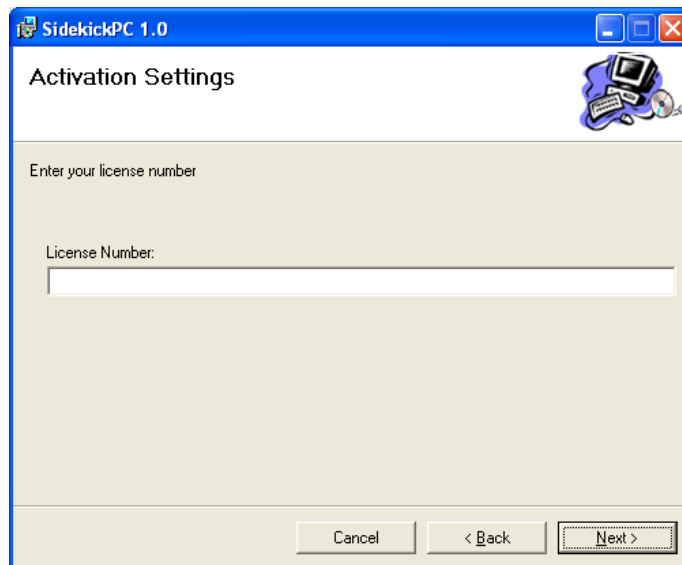 SidekickPC 1.0
Activation Settings
Enter your license number
License Number:
Cancel
< Back
Next >